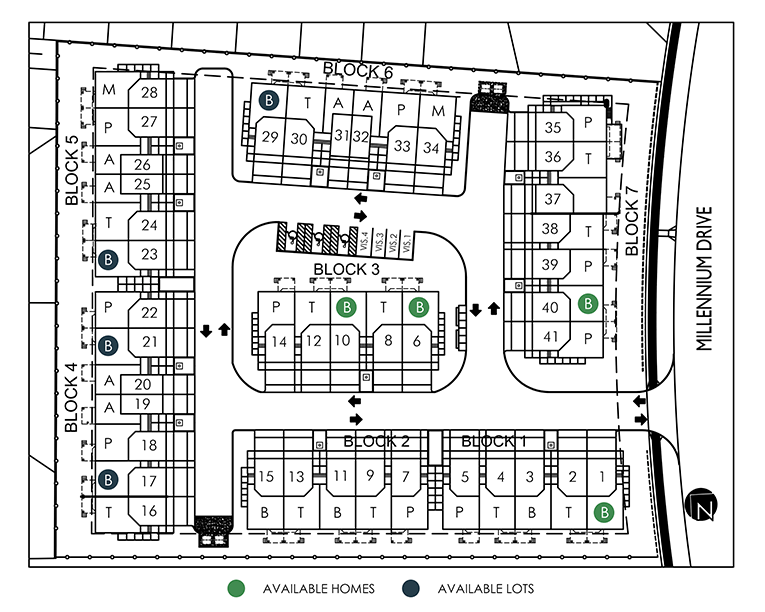 BLOCK 6
M 28
P 27
A 26
A 25
T 24
B 23
BLOCK 5
B T A A P M
29 30 31 32 33 34
35 P
36 T
37
38 T
39 P
40 B
41 P
BLOCK 7
MILLENNIUM DRIVE
VIS.4 VIS.3 VIS.2 VIS.1
BLOCK 3
P T B T B
14 12 10 8 6
P 22
B 21
A 20
A 19
P 18
B 17
T 16
BLOCK 4
BLOCK 2 BLOCK 1
15 13 11 9 7 5 4 3 2 1
B T B T P P T B T B
N
AVAILABLE HOMES AVAILABLE LOTS